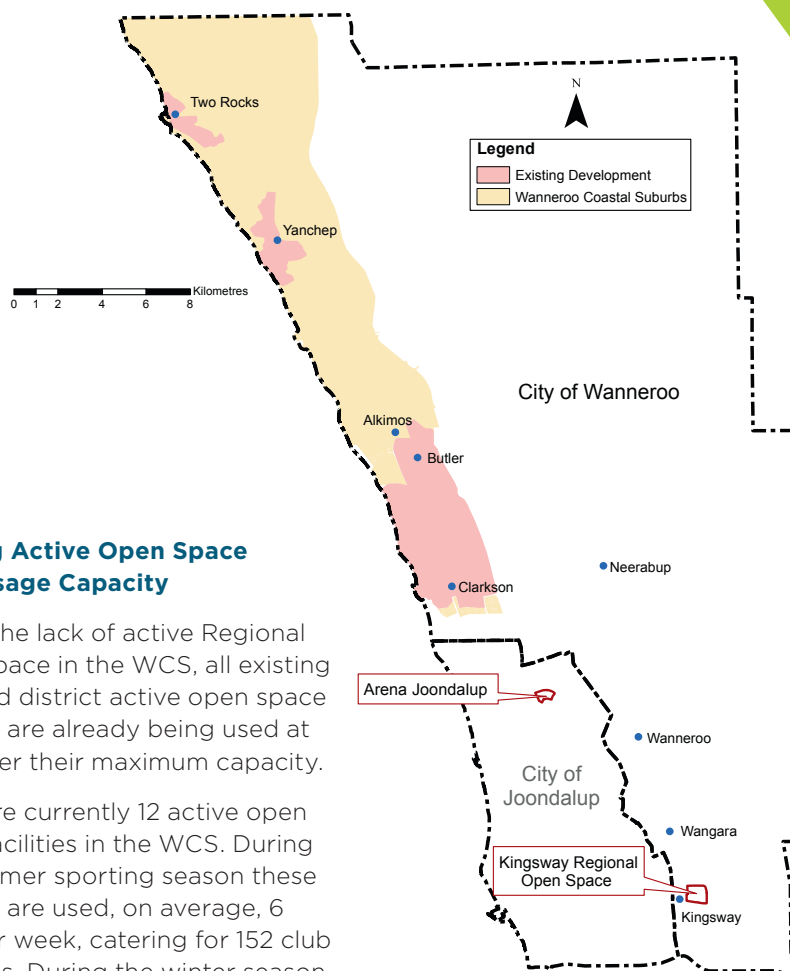 Two Rocks
N
Legend
Existing Development
Wanneroo Coastal Suburbs
Yanchep
Kilometres
0 1 2 4 6 8
City of Wanneroo
Alkimos
Butler
Neerabup
Clarkson
Arena Joondalup
Wanneroo
City of
Joondalup
Wangara
Kingsway Regional
Open Space
Kingsway
Active Open Space
Capacity
he lack of active Regional
pace in the WCS, all existing
d district active open space
are already being used at
er their maximum capacity.
re currently 12 active open
acilities in the WCS. During
mer sporting season these
are used, on average, 6
r week, catering for 152 club
s. During the winter season